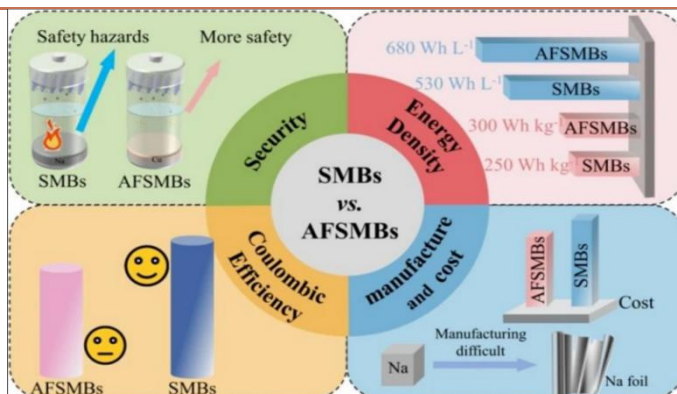 Safety hazards
More safety
Na
Cu
SMBs
AFSMBs
Security
680 Wh L⁻¹
AFSMBs
530 Wh L⁻¹
SMBs
300 Wh kg⁻¹
AFSMBs
250 Wh kg⁻¹
SMBs
Energy
Density
SMBs
vs.
AFSMBs
Coulombic
Efficiency
AFSMBs
SMBs
manufacture
and cost
AFSMBs
SMBs
Cost
Na
Manufacturing
difficult
Na foil